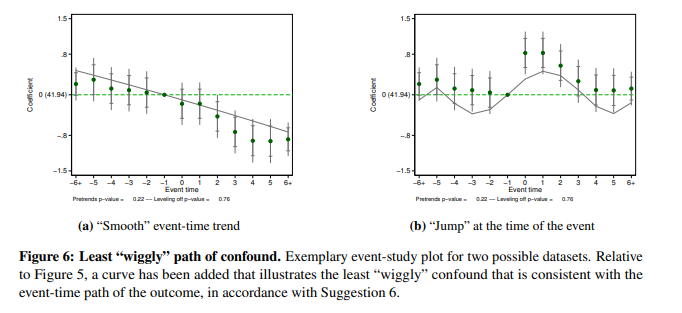 1.5
.8
Coefficient
0 (41.94)
-.8
-1.5
-6+ -5 -4 -3 -2 -1 0 1 2 3 4 5 6+
Event time
Pretrends p-value = 0.22 -- Leveling off p-value = 0.76
(a) “Smooth” event-time trend
1.5
.8
Coefficient
0 (41.94)
-.8
-1.5
-6+ -5 -4 -3 -2 -1 0 1 2 3 4 5 6+
Event time
Pretrends p-value = 0.22 -- Leveling off p-value = 0.76
(b) “Jump” at the time of the event
Figure 6: Least “wiggly” path of confound. Exemplary event-study plot for two possible datasets. Relative
to Figure 5, a curve has been added that illustrates the least “wiggly” confound that is consistent with the
event-time path of the outcome, in accordance with Suggestion 6.